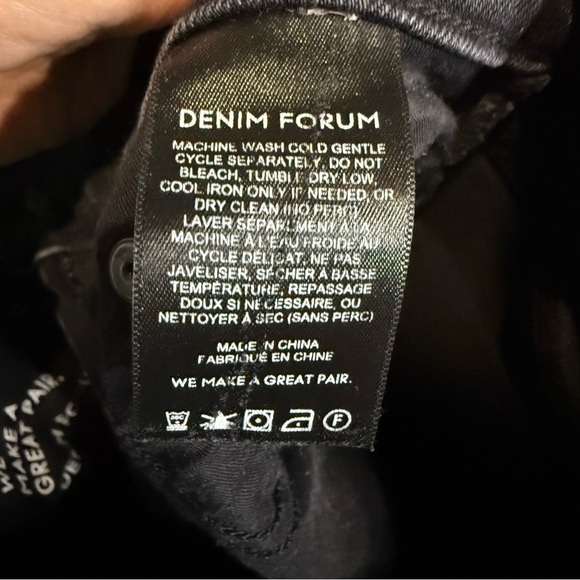 DENIM FORUM
MACHINE WASH COLD GENTLE
CYCLE SEPARATELY, DO NOT
BLEACH, TUMBLE DRY LOW,
COOL IRON ONLY IF NEEDED, OR
DRY CLEAN (NO PERC)
LAVER SÉPARÉMENT À LA
MACHINE À L'EAU FROIDE AU
CYCLE DÉLICAT, NE PAS
JAVELISER, SÉCHER À BASSE
TEMPÉRATURE, REPASSAGE
DOUX SI NÉCESSAIRE, OU
NETTOYER À SEC (SANS PERC)
MADE IN CHINA
FABRIQUÉ EN CHINE
WE MAKE A GREAT PAIR.
F
WE
MAKE A
GREAT PAIR.